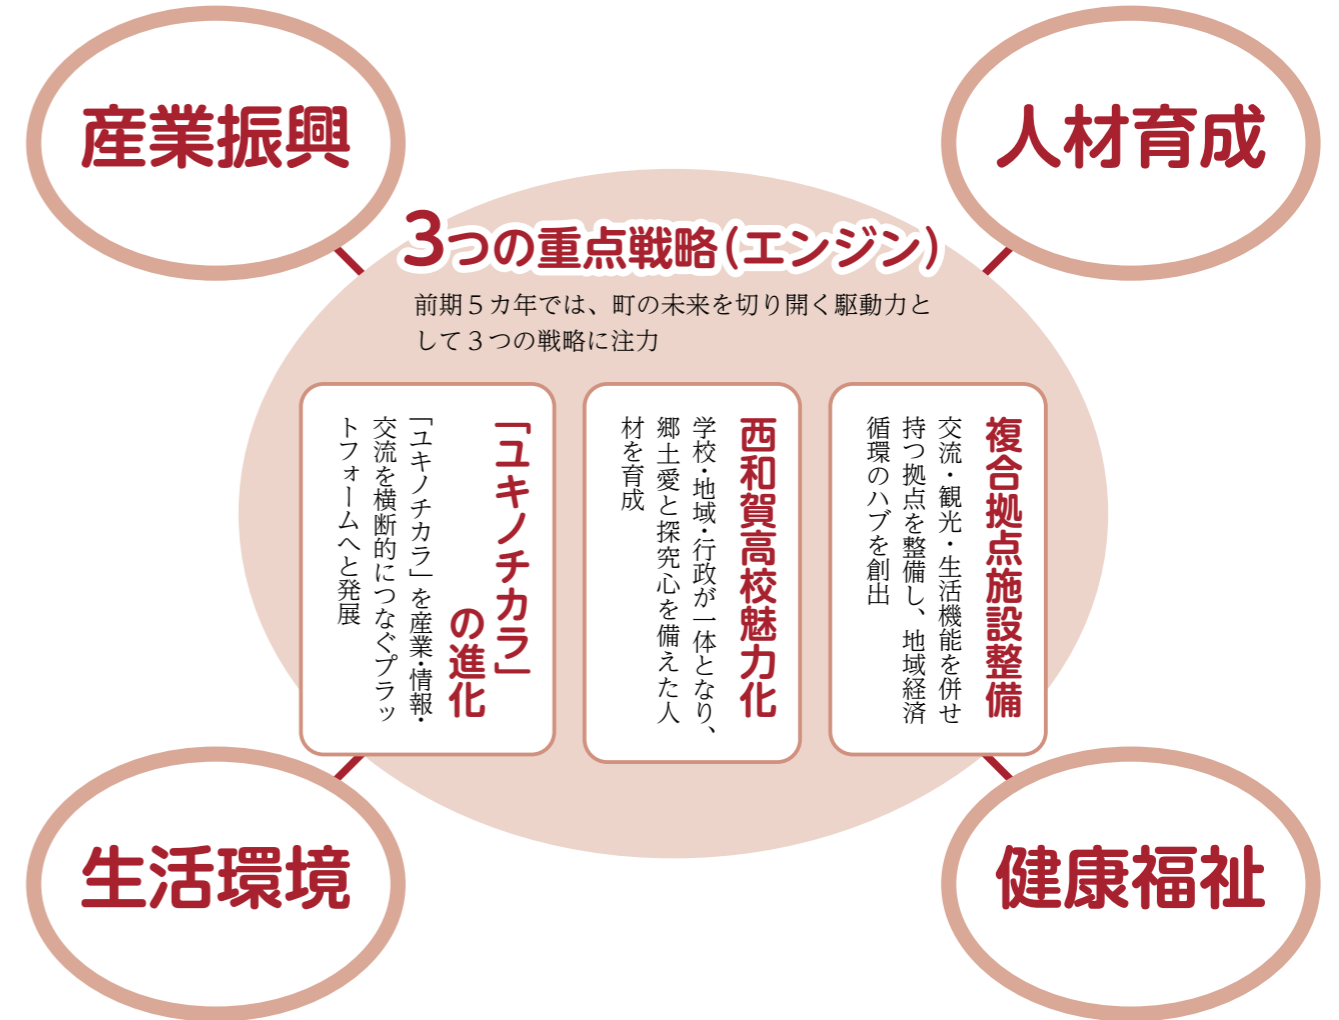 産業振興
人材育成
3つの重点戦略(エンジン)
前期５カ年では、町の未来を切り開く駆動力と
して３つの戦略に注力
複合拠点施設整備
交流・観光・生活機能を併せ
持つ拠点を整備し、地域経済
循環のハブを創出
西和賀高校魅力化
学校・地域・行政が一体となり、
郷土愛と探究心を備えた人
材を育成
「ユキノチカラ」
の進化
「ユキノチカラ」を産業・情報・
交流を横断的につなぐプラッ
トフォームへと発展
生活環境
健康福祉